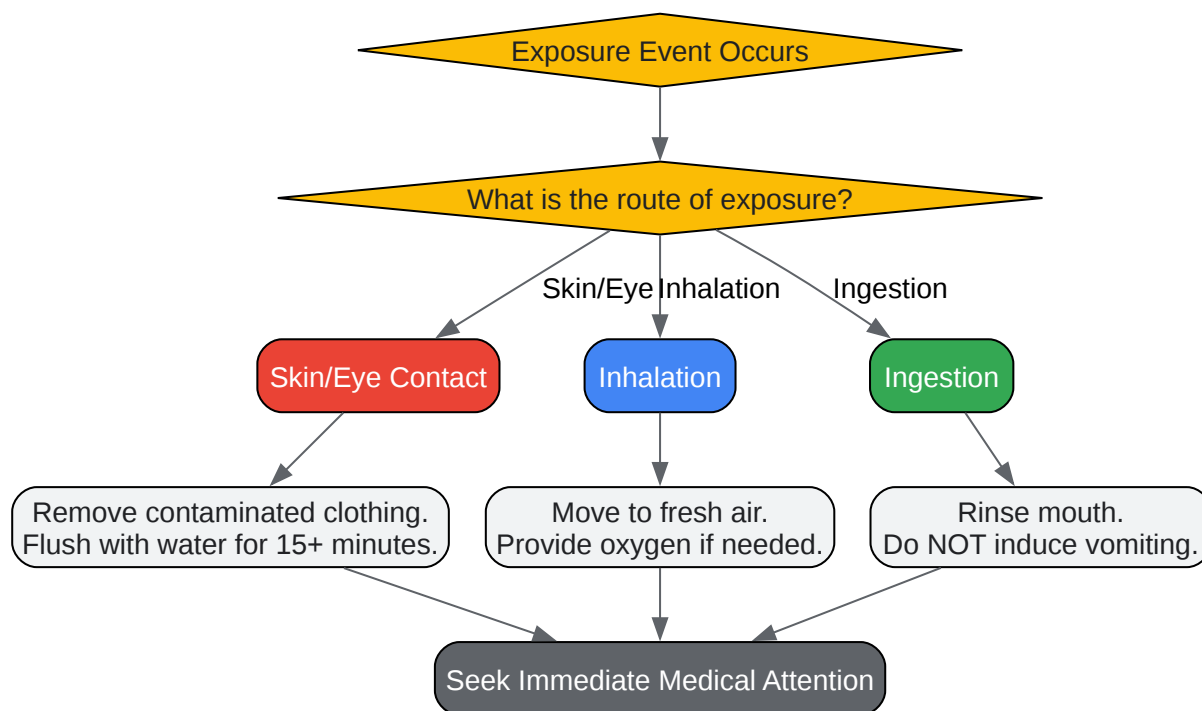 Exposure Event Occurs
What is the route of exposure?
Skin/Eye
Inhalation
Ingestion
Skin/Eye Contact
Inhalation
Ingestion
Remove contaminated clothing.
Flush with water for 15+ minutes.
Move to fresh air.
Provide oxygen if needed.
Rinse mouth.
Do NOT induce vomiting.
Seek Immediate Medical Attention